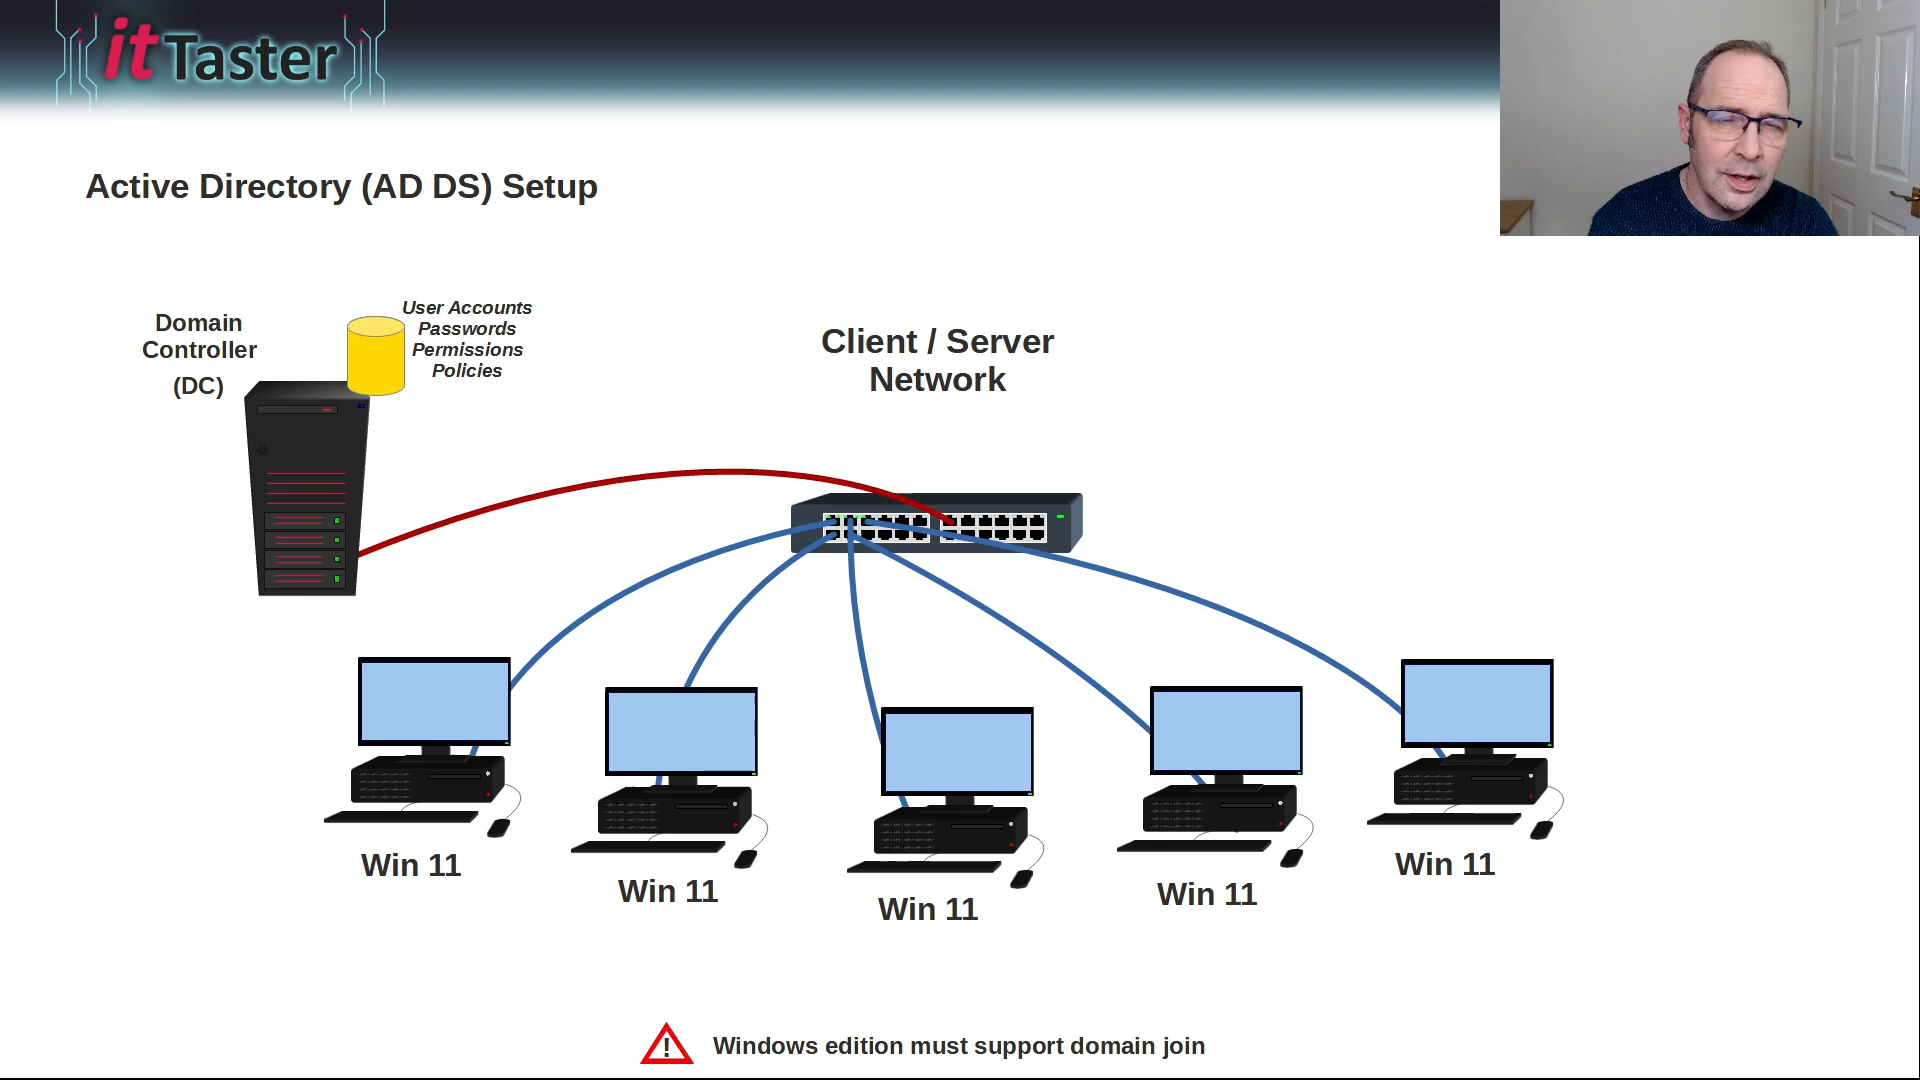 itTaster
Active Directory (AD DS) Setup
Domain
Controller
(DC)
User Accounts
Passwords
Permissions
Policies
Client / Server
Network
Win 11
Win 11
Win 11
Win 11
Win 11
!
Windows edition must support domain join